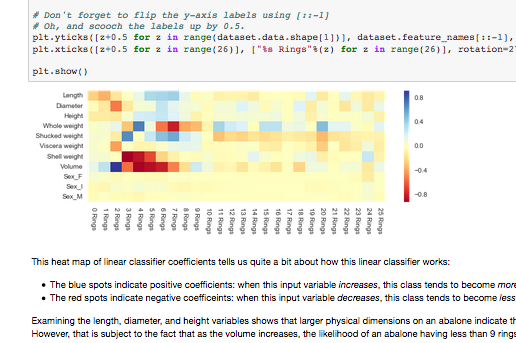 # Don't forget to flip the y-axis labels using [::-1]
# Oh, and scooch the labels up by 0.5.
plt.yticks([z+0.5 for z in range(dataset.data.shape[1])], dataset.feature_names[::-1],
plt.xticks([z+0.5 for z in range(26)], ["%s Rings"%(z) for z in range(26)], rotation=2
plt.show()
Length
Diameter
Height
Whole weight
Shucked weight
Viscera weight
Shell weight
Volume
Sex_F
Sex_I
Sex_M
0.8
0.4
0.0
-0.4
-0.8
0 Rings
1 Rings
2 Rings
3 Rings
4 Rings
5 Rings
6 Rings
7 Rings
8 Rings
9 Rings
10 Rings
11 Rings
12 Rings
13 Rings
14 Rings
15 Rings
16 Rings
17 Rings
18 Rings
19 Rings
20 Rings
21 Rings
22 Rings
23 Rings
24 Rings
25 Rings
This heat map of linear classifier coefficients tells us quite a bit about how this linear classifier works:
• The blue spots indicate positive coefficients: when this input variable increases, this class tends to become more
• The red spots indicate negative coefficeints: when this input variable decreases, this class tends to become less
Examining the length, diameter, and height variables shows that larger physical dimensions on an abalone indicate th
However, that is subject to the fact that as the volume increases, the likelihood of an abalone having less than 9 rings